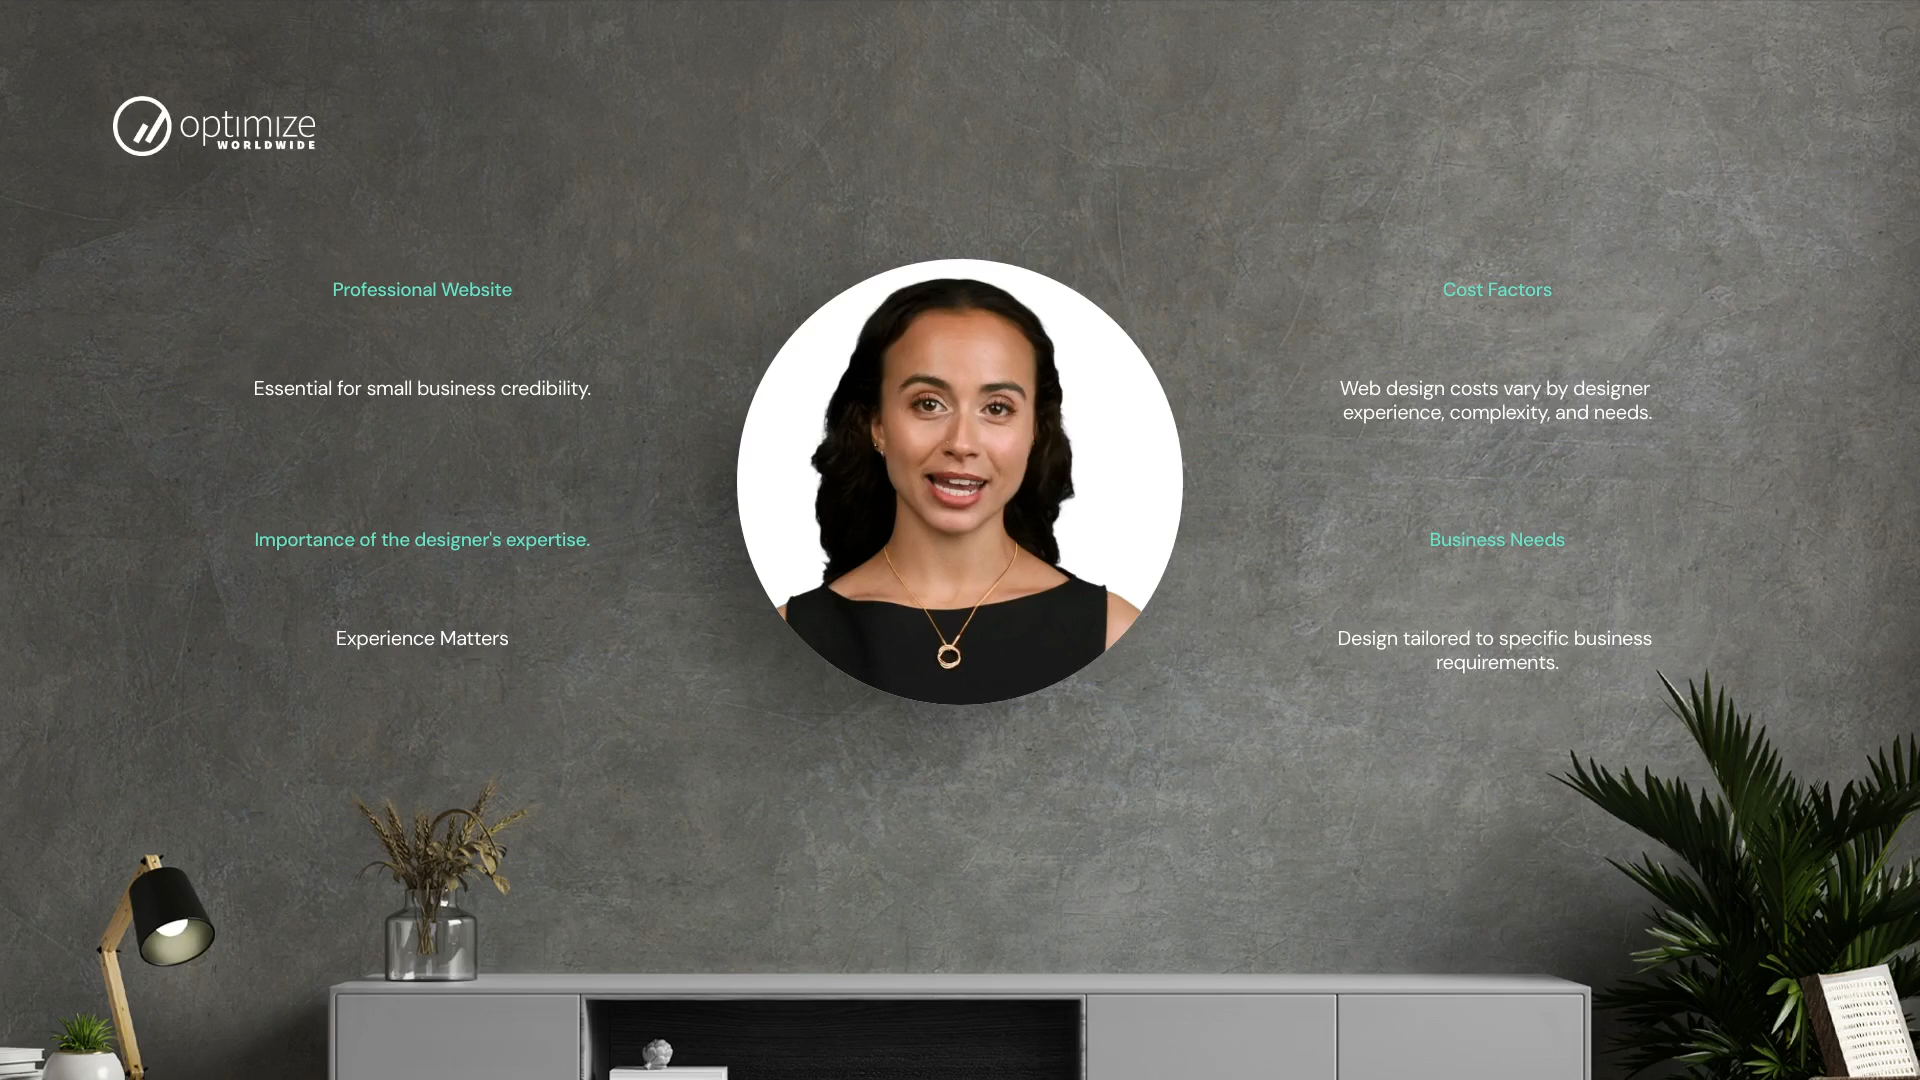 optimize
WORLDWIDE
Professional Website
Essential for small business credibility.
Importance of the designer's expertise.
Experience Matters
Cost Factors
Web design costs vary by designer
experience, complexity, and needs.
Business Needs
Design tailored to specific business
requirements.